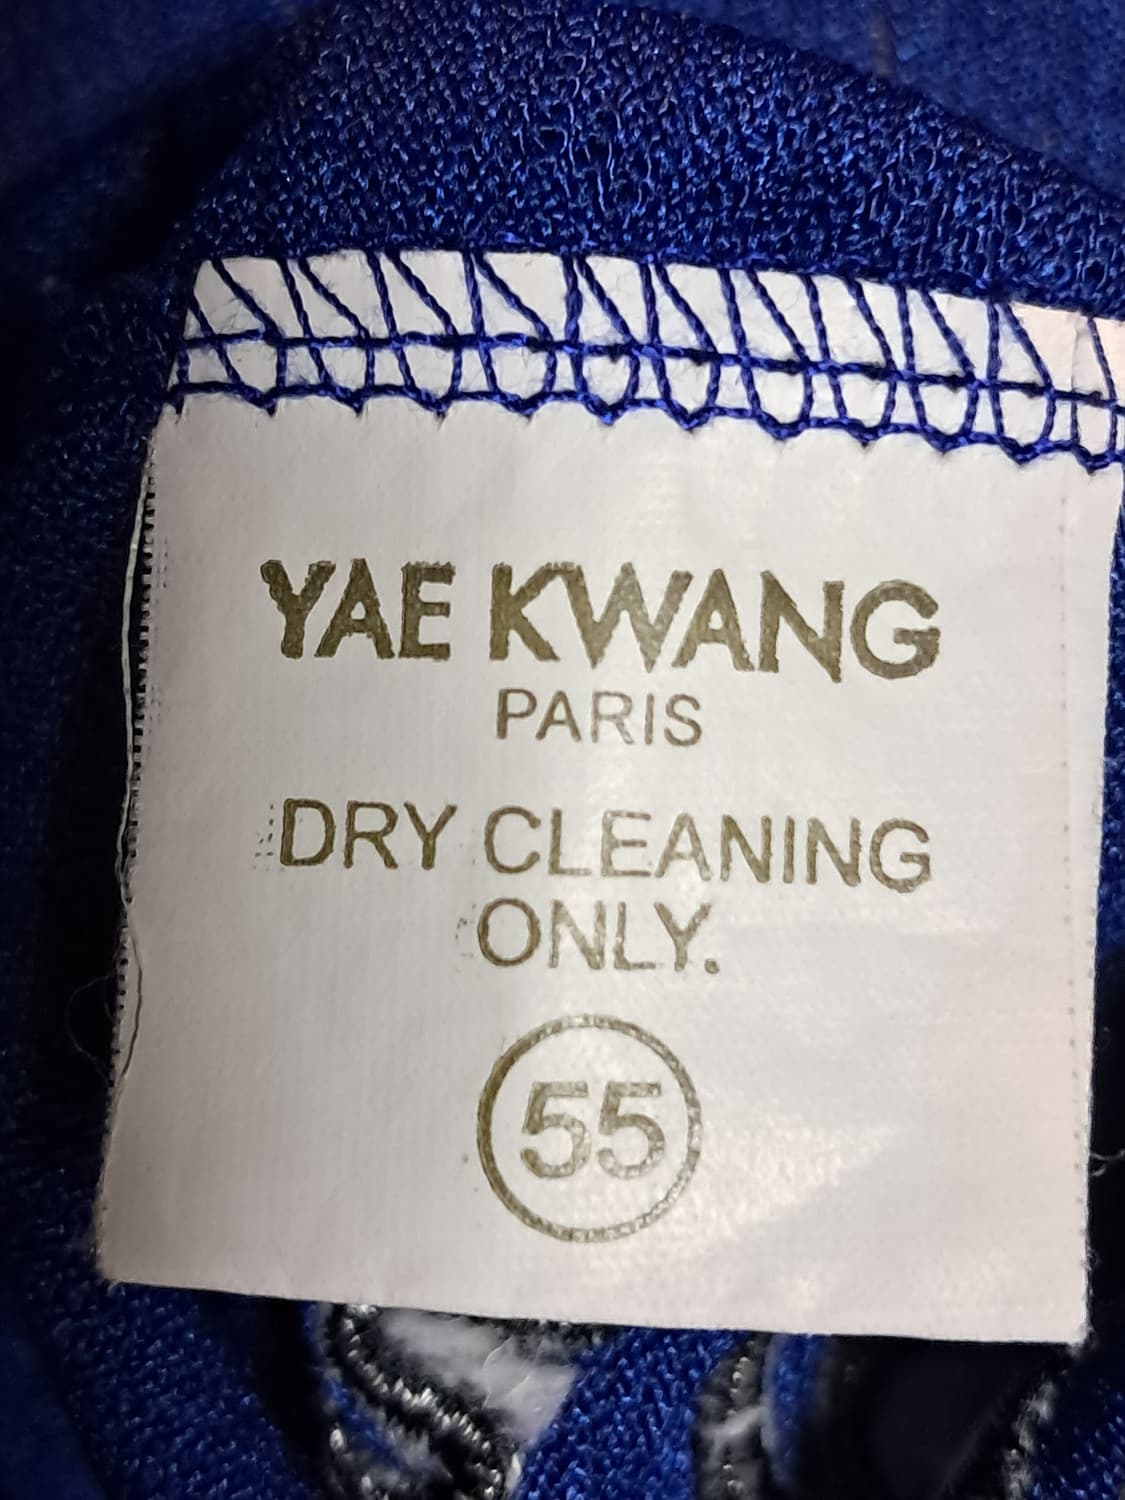 YAE KWANG
PARIS
DRY CLEANING
ONLY.
55